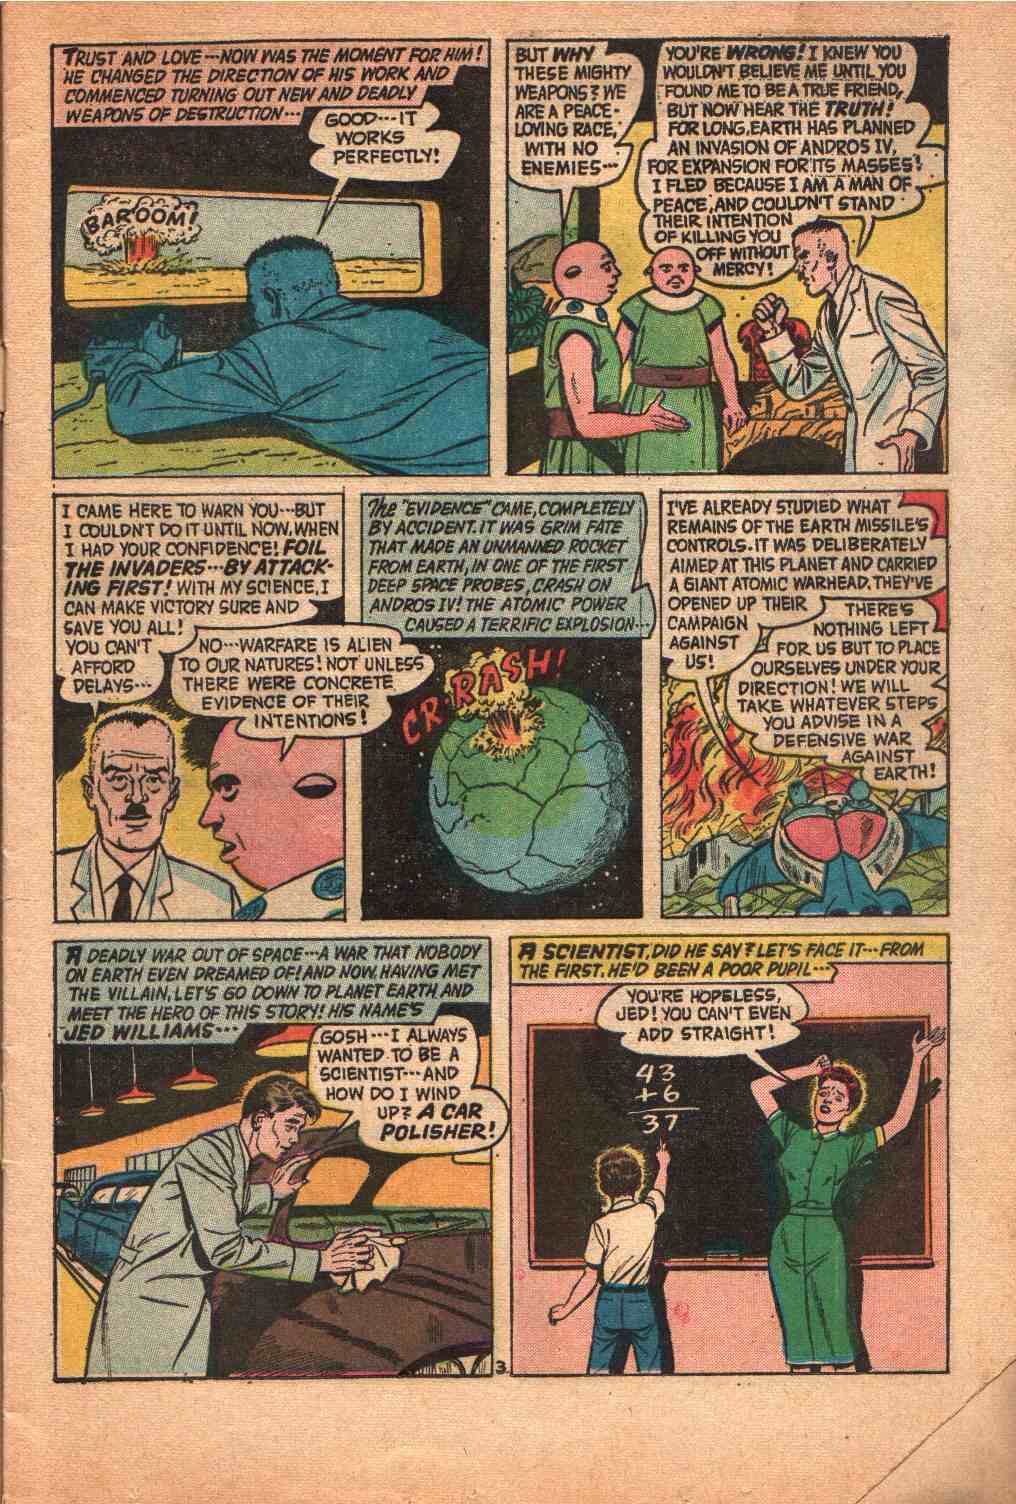 TRUST AND LOVE---NOW WAS THE MOMENT FOR HIM!
HE CHANGED THE DIRECTION OF HIS WORK AND
COMMENCED TURNING OUT NEW AND DEADLY
WEAPONS OF DESTRUCTION---
GOOD---IT
WORKS
PERFECTLY!
BAROOM!
BUT WHY
THESE MIGHTY
WEAPONS? WE
ARE A PEACE-
LOVING RACE,
WITH NO
ENEMIES---
YOU'RE WRONG! I KNEW YOU
WOULDN'T BELIEVE ME UNTIL YOU
FOUND ME TO BE A TRUE FRIEND,
BUT NOW HEAR THE TRUTH!
FOR LONG, EARTH HAS PLANNED
AN INVASION OF ANDROS IV,
FOR EXPANSION FOR ITS MASSES!
I FLED BECAUSE I AM A MAN OF
PEACE, AND COULDN'T STAND
THEIR INTENTION
OF KILLING YOU
OFF WITHOUT
MERCY!
I CAME HERE TO WARN YOU---BUT
I COULDN'T DO IT UNTIL NOW, WHEN
I HAD YOUR CONFIDENCE! FOIL
THE INVADERS---BY ATTACK-
ING FIRST! WITH MY SCIENCE, I
CAN MAKE VICTORY SURE AND
SAVE YOU ALL!
YOU CAN'T
AFFORD
DELAYS---
NO---WARFARE IS ALIEN
TO OUR NATURES! NOT UNLESS
THERE WERE CONCRETE
EVIDENCE OF THEIR
INTENTIONS!
The "EVIDENCE" CAME, COMPLETELY
BY ACCIDENT. IT WAS GRIM FATE
THAT MADE AN UNMANNED ROCKET
FROM EARTH, IN ONE OF THE FIRST
DEEP SPACE PROBES, CRASH ON
ANDROS IV! THE ATOMIC POWER
CAUSED A TERRIFIC EXPLOSION---
CR-RASH!
I'VE ALREADY STUDIED WHAT
REMAINS OF THE EARTH MISSILE'S
CONTROLS. IT WAS DELIBERATELY
AIMED AT THIS PLANET AND CARRIED
A GIANT ATOMIC WARHEAD. THEY'VE
OPENED UP THEIR
CAMPAIGN
AGAINST
US!
THERE'S
NOTHING LEFT
FOR US BUT TO PLACE
OURSELVES UNDER YOUR
DIRECTION! WE WILL
TAKE WHATEVER STEPS
YOU ADVISE IN A
DEFENSIVE WAR
AGAINST
EARTH!
A DEADLY WAR OUT OF SPACE---A WAR THAT NOBODY
ON EARTH EVEN DREAMED OF! AND NOW, HAVING MET
THE VILLAIN, LET'S GO DOWN TO PLANET EARTH, AND
MEET THE HERO OF THIS STORY! HIS NAME'S
JED WILLIAMS---
GOSH---I ALWAYS
WANTED TO BE A
SCIENTIST---AND
HOW DO I WIND
UP? A CAR
POLISHER!
3
A SCIENTIST, DID HE SAY? LET'S FACE IT---FROM
THE FIRST, HE'D BEEN A POOR PUPIL---
YOU'RE HOPELESS,
JED! YOU CAN'T EVEN
ADD STRAIGHT!
43
+6
37